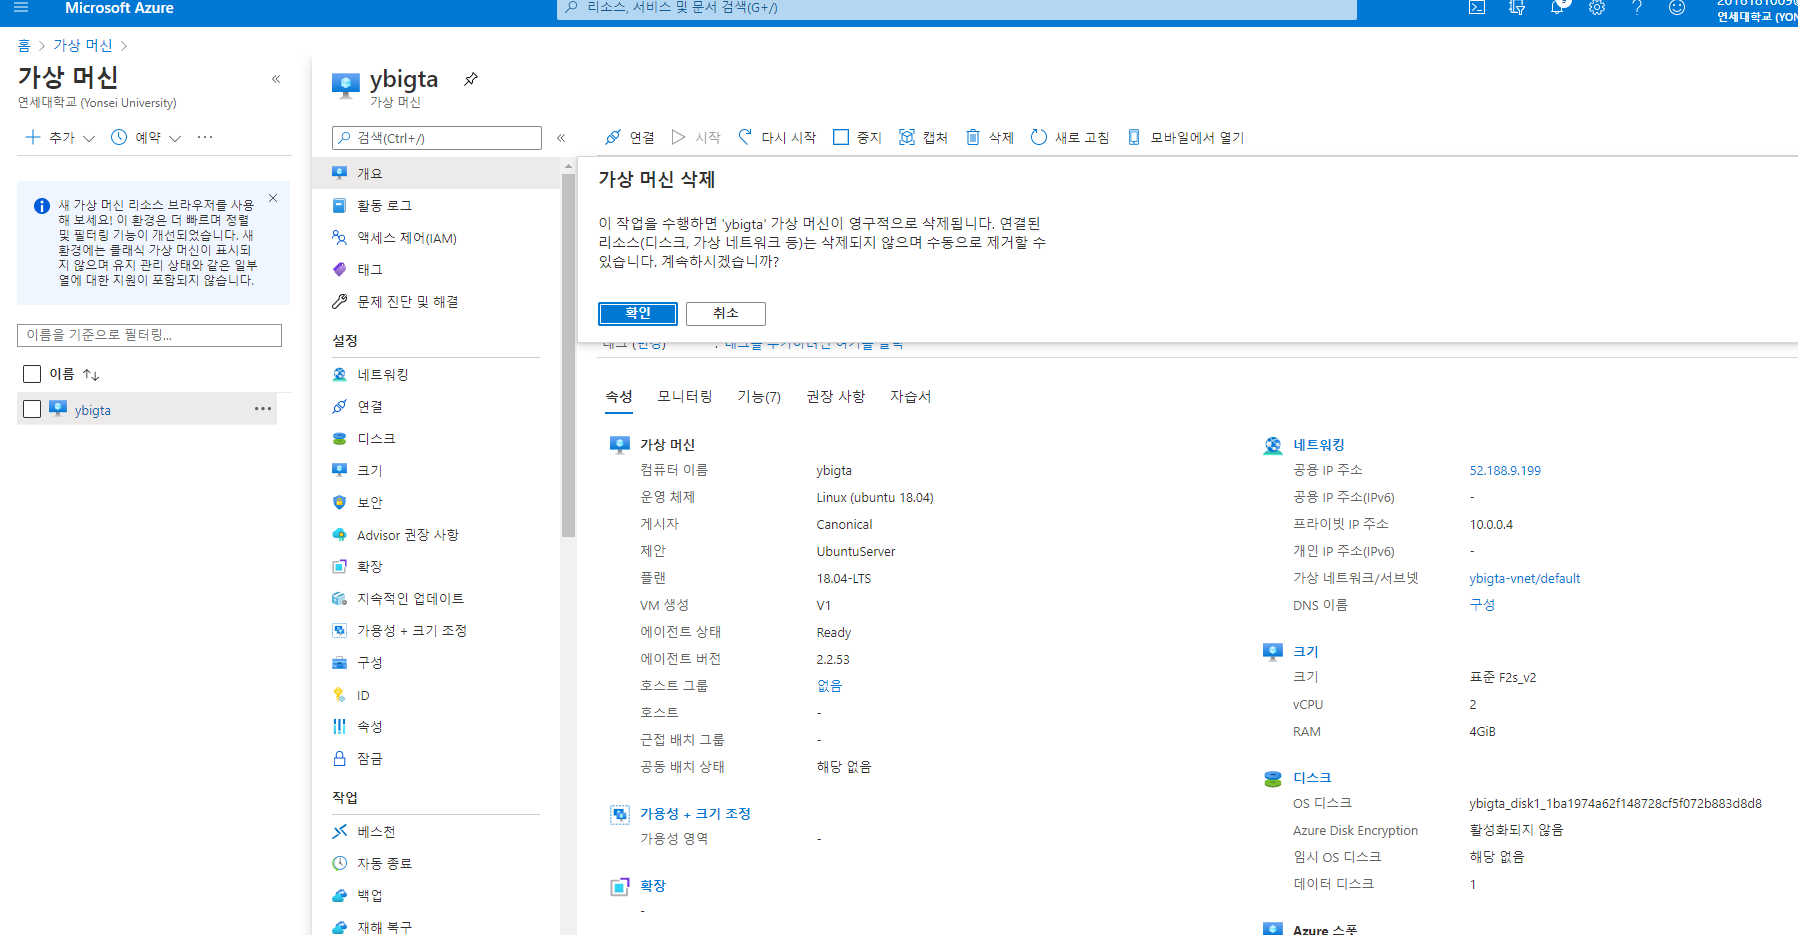 Microsoft Azure
리소스, 서비스 및 문서 검색(G+/)
연세대학교 (YON
홈 > 가상 머신 >
가상 머신
연세대학교 (Yonsei University)
추가
예약
새 가상 머신 리소스 브라우저를 사용
해 보세요! 이 환경은 더 빠르며 정렬
및 필터링 기능이 개선되었습니다. 새
환경에는 클래식 가상 머신이 표시되
지 않으며 유지 관리 상태와 같은 일부
열에 대한 지원이 포함되지 않습니다.
이름을 기준으로 필터링...
이름
ybigta
ybigta
가상 머신
검색(Ctrl+/)
개요
활동 로그
액세스 제어(IAM)
태그
문제 진단 및 해결
설정
네트워킹
연결
디스크
크기
보안
Advisor 권장 사항
확장
지속적인 업데이트
가용성 + 크기 조정
구성
ID
속성
잠금
작업
베스천
자동 종료
백업
재해 복구
연결
시작
다시 시작
중지
캡처
삭제
새로 고침
모바일에서 열기
가상 머신 삭제
이 작업을 수행하면 'ybigta' 가상 머신이 영구적으로 삭제됩니다. 연결된
리소스(디스크, 가상 네트워크 등)는 삭제되지 않으며 수동으로 제거할 수
있습니다. 계속하시겠습니까?
확인
취소
속성
모니터링
기능(7)
권장 사항
자습서
가상 머신
컴퓨터 이름 ybigta
운영 체제 Linux (ubuntu 18.04)
게시자 Canonical
제안 UbuntuServer
플랜 18.04-LTS
VM 생성 V1
에이전트 상태 Ready
에이전트 버전 2.2.53
호스트 그룹 없음
호스트 -
근접 배치 그룹 -
공동 배치 상태 해당 없음
가용성 + 크기 조정
가용성 영역 -
확장
-
네트워킹
공용 IP 주소 52.188.9.199
공용 IP 주소(IPv6) -
프라이빗 IP 주소 10.0.0.4
개인 IP 주소(IPv6) -
가상 네트워크/서브넷 ybigta-vnet/default
DNS 이름 구성
크기
크기 표준 F2s_v2
vCPU 2
RAM 4GiB
디스크
OS 디스크 ybigta_disk1_1ba1974a62f148728cf5f072b883d8d8
Azure Disk Encryption 활성화되지 않음
임시 OS 디스크 해당 없음
데이터 디스크 1
Azure 스폿